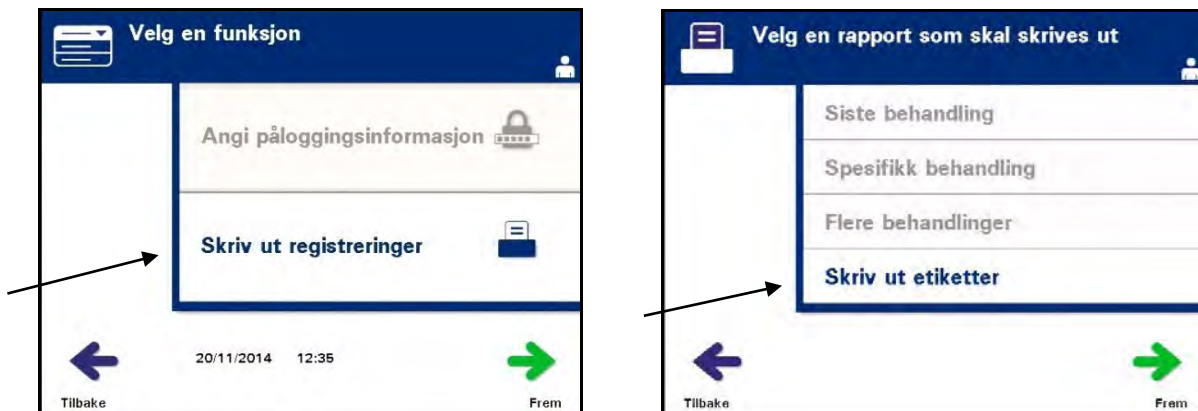 Velg en funksjon
Angi påloggingsinformasjon
Skriv ut registreringer
20/11/2014 12:35
Tilbake
Frem
Velg en rapport som skal skrives ut
Siste behandling
Spesifikk behandling
Flere behandlinger
Skriv ut etiketter
Tilbake
Frem